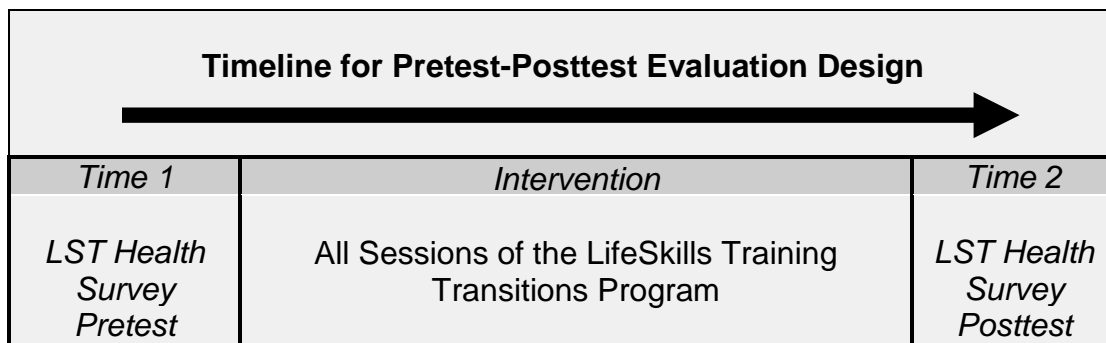 Timeline for Pretest-Posttest Evaluation Design
Time 1
Intervention
Time 2
LST Health
Survey
Pretest
All Sessions of the LifeSkills Training
Transitions Program
LST Health
Survey
Posttest